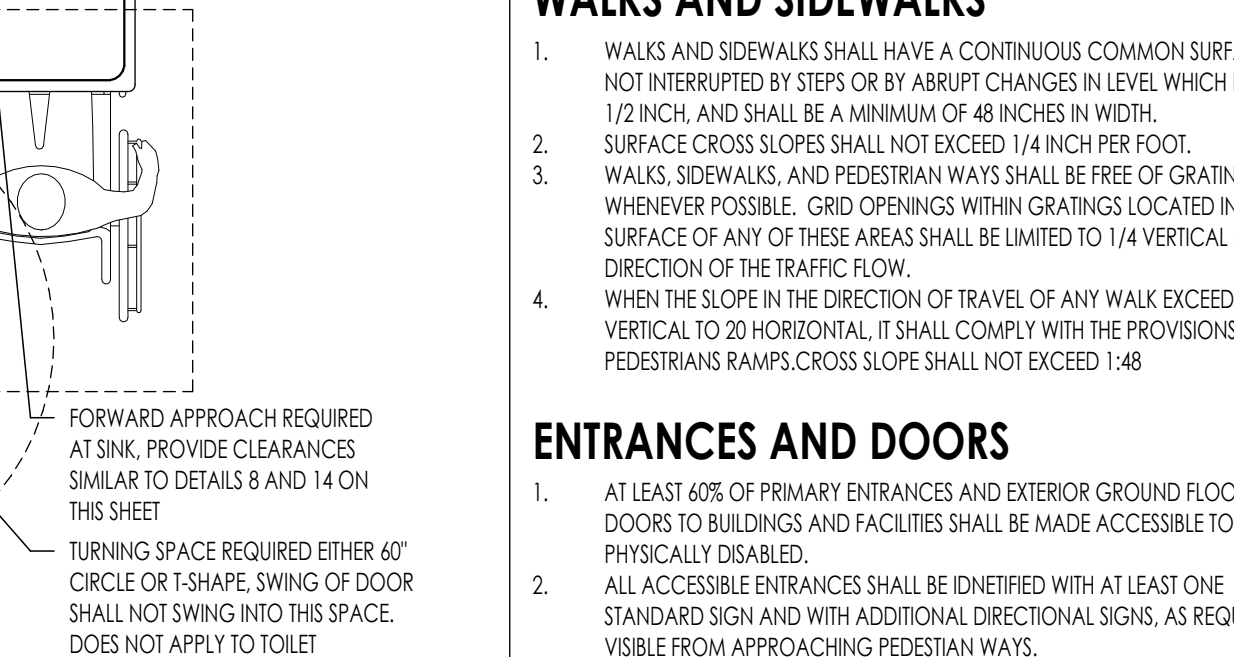 FORWARD APPROACH REQUIRED
AT SINK, PROVIDE CLEARANCES
SIMILAR TO DETAILS 8 AND 14 ON
THIS SHEET
TURNING SPACE REQUIRED EITHER 60"
CIRCLE OR T-SHAPE, SWING OF DOOR
SHALL NOT SWING INTO THIS SPACE.
DOES NOT APPLY TO TOILET
WALKS AND SIDEWALKS
1. WALKS AND SIDEWALKS SHALL HAVE A CONTINUOUS COMMON
NOT INTERRUPTED BY STEPS OR BY ABRUPT CHANGES IN LEVEL WHICH
1/2 INCH, AND SHALL BE A MINIMUM OF 48 INCHES IN WIDTH.
2. SURFACE CROSS SLOPES SHALL NOT EXCEED 1/4 INCH PER FOOT.
3. WALKS, SIDEWALKS, AND PEDESTRIAN WAYS SHALL BE FREE OF
WHENEVER POSSIBLE. GRID OPENINGS WITHIN GRATINGS LOCATED IN
SURFACE OF ANY OF THESE AREAS SHALL BE LIMITED TO 1/4 VERTICAL
DIRECTION OF THE TRAFFIC FLOW.
4. WHEN THE SLOPE IN THE DIRECTION OF TRAVEL OF ANY WALK EXCEED
VERTICAL TO 20 HORIZONTAL, IT SHALL COMPLY WITH THE PROVISIONS
PEDESTRIANS RAMPS.CROSS SLOPE SHALL NOT EXCEED 1:48
ENTRANCES AND DOORS
1. AT LEAST 60% OF PRIMARY ENTRANCES AND EXTERIOR GROUND
DOORS TO BUILDINGS AND FACILITIES SHALL BE MADE ACCESSIBLE TO
PHYSICALLY DISABLED.
2. ALL ACCESSIBLE ENTRANCES SHALL BE IDNETIFIED WITH AT LEAST ONE
STANDARD SIGN AND WITH ADDITIONAL DIRECTIONAL SIGNS, AS
VISIBLE FROM APPROACHING PEDESTIAN WAYS.